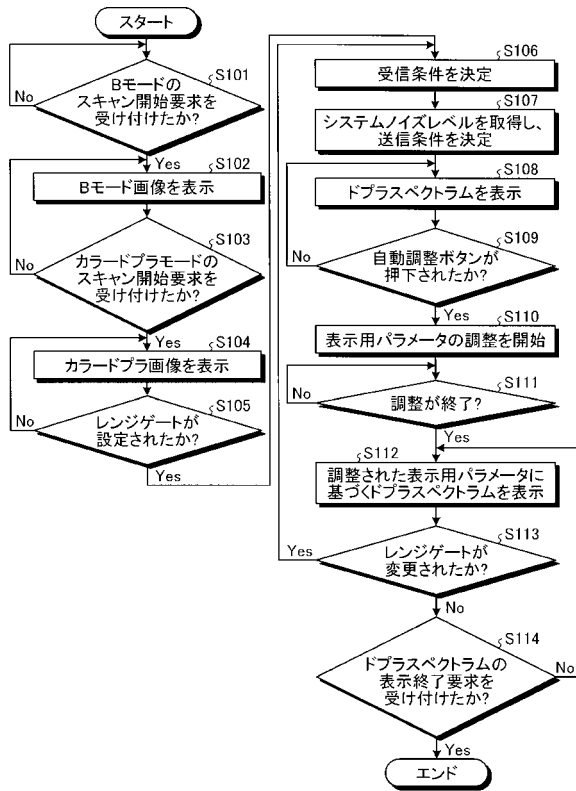 スタート
S101
Bモードの
スキャン開始要求を
受け付けたか?
No
Yes
S102
Bモード画像を表示
S103
カラードプラモードの
スキャン開始要求を
受け付けたか?
No
Yes
S104
カラードプラ画像を表示
S105
レンジゲートが
設定されたか?
No
Yes
S106
受信条件を決定
S107
システムノイズレベルを取得し、
送信条件を決定
S108
ドプラスペクトラムを表示
S109
自動調整ボタンが
押下されたか?
No
Yes
S110
表示用パラメータの調整を開始
S111
調整が終了?
No
Yes
S112
調整された表示用パラメータに
基づくドプラスペクトラムを表示
S113
レンジゲートが
変更されたか?
Yes
No
S114
ドプラスペクトラムの
表示終了要求を
受け付けたか?
No
Yes
エンド